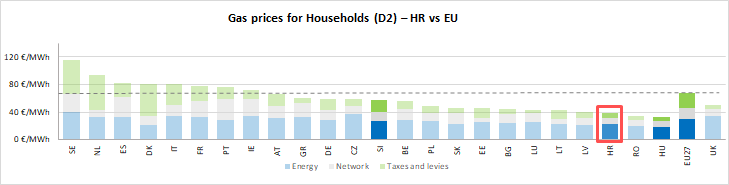 Gas prices for Households (D2) – HR vs EU
120 €/MWh
80 €/MWh
40 €/MWh
0 €/MWh
SE NL ES DK IT FR PT IE AT GR DE CZ SI BE PL SK EE BG LU LT LV HR RO HU EU27 UK
Energy Network Taxes and levies